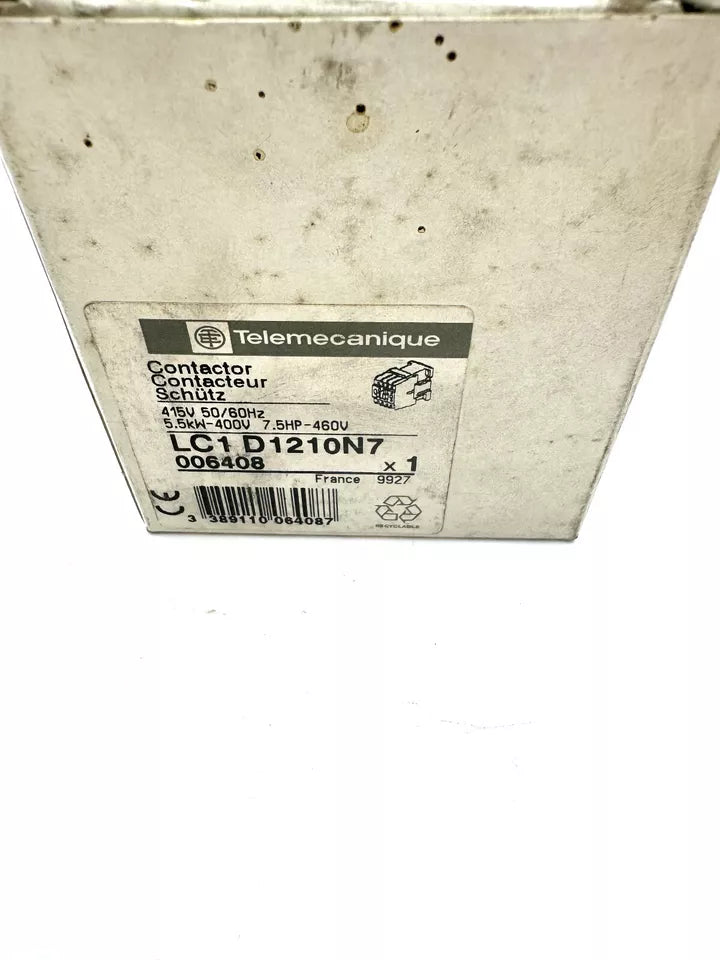 Telemecanique
Contactor
Contacteur
Schütz
415V 50/60Hz
5.5kW-400V 7.5HP-460V
LC1 D1210N7
006408 x 1
France 9927
CE
3 389110 064087
RECYCLABLE